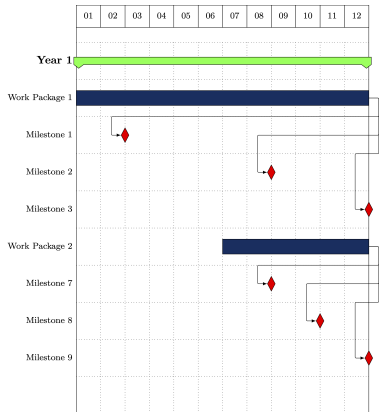 01 02 03 04 05 06 07 08 09 10 11 12
Year 1
Work Package 1
Milestone 1
Milestone 2
Milestone 3
Work Package 2
Milestone 7
Milestone 8
Milestone 9